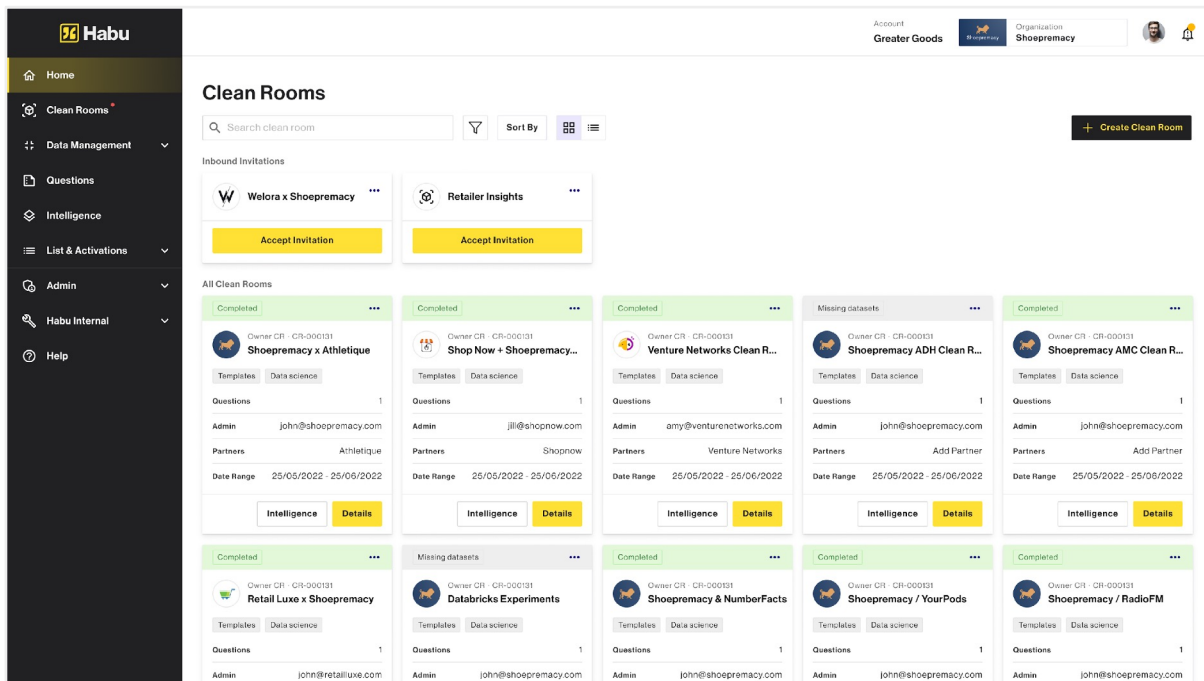 Habu
Account
Greater Goods
Shoepremacy
Organization
Shoepremacy
Home
Clean Rooms
Data Management
Questions
Intelligence
List & Activations
Admin
Habu Internal
Help
Clean Rooms
Search clean room
Sort By
Create Clean Room
Inbound Invitations
W Welora x Shoepremacy
Retailer Insights
Accept Invitation
Accept Invitation
All Clean Rooms
Completed
Owner CR - CR-000131
Shoepremacy x Athletique
Templates Data science
Questions 1
Admin john@shoepremacy.com
Partners Athletique
Date Range 25/05/2022 - 25/06/2022
Intelligence Details
Completed
Owner CR - CR-000131
Shop Now + Shoepremacy...
Templates Data science
Questions 1
Admin jill@shopnow.com
Partners Shopnow
Date Range 25/05/2022 - 25/06/2022
Intelligence Details
Completed
Owner CR - CR-000131
Venture Networks Clean R...
Templates Data science
Questions 1
Admin amy@venturenetworks.com
Partners Venture Networks
Date Range 25/05/2022 - 25/06/2022
Intelligence Details
Missing datasets
Owner CR - CR-000131
Shoepremacy ADH Clean R...
Templates Data science
Questions 1
Admin john@shoepremacy.com
Partners Add Partner
Date Range 25/05/2022 - 25/06/2022
Intelligence Details
Completed
Owner CR - CR-000131
Shoepremacy AMC Clean R...
Templates Data science
Questions 1
Admin john@shoepremacy.com
Partners Add Partner
Date Range 25/05/2022 - 25/06/2022
Intelligence Details
Completed
Owner CR - CR-000131
Retail Luxe x Shoepremacy
Templates Data science
Questions 1
Admin john@retailluxe.com
Missing datasets
Owner CR - CR-000131
Databricks Experiments
Templates Data science
Questions 1
Admin john@shoepremacy.com
Completed
Owner CR - CR-000131
Shoepremacy & NumberFacts
Templates Data science
Questions 1
Admin john@shoepremacy.com
Completed
Owner CR - CR-000131
Shoepremacy / YourPods
Templates Data science
Questions 1
Admin john@shoepremacy.com
Completed
Owner CR - CR-000131
Shoepremacy / RadioFM
Templates Data science
Questions 1
Admin john@shoepremacy.com